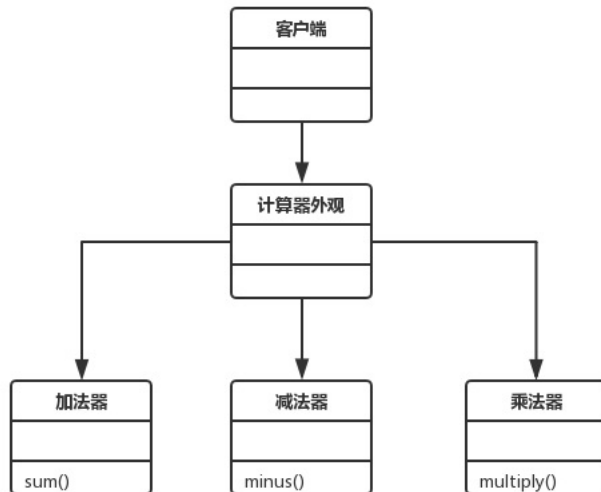 客户端
计算器外观
加法器
减法器
乘法器
sum()
minus()
multiply()